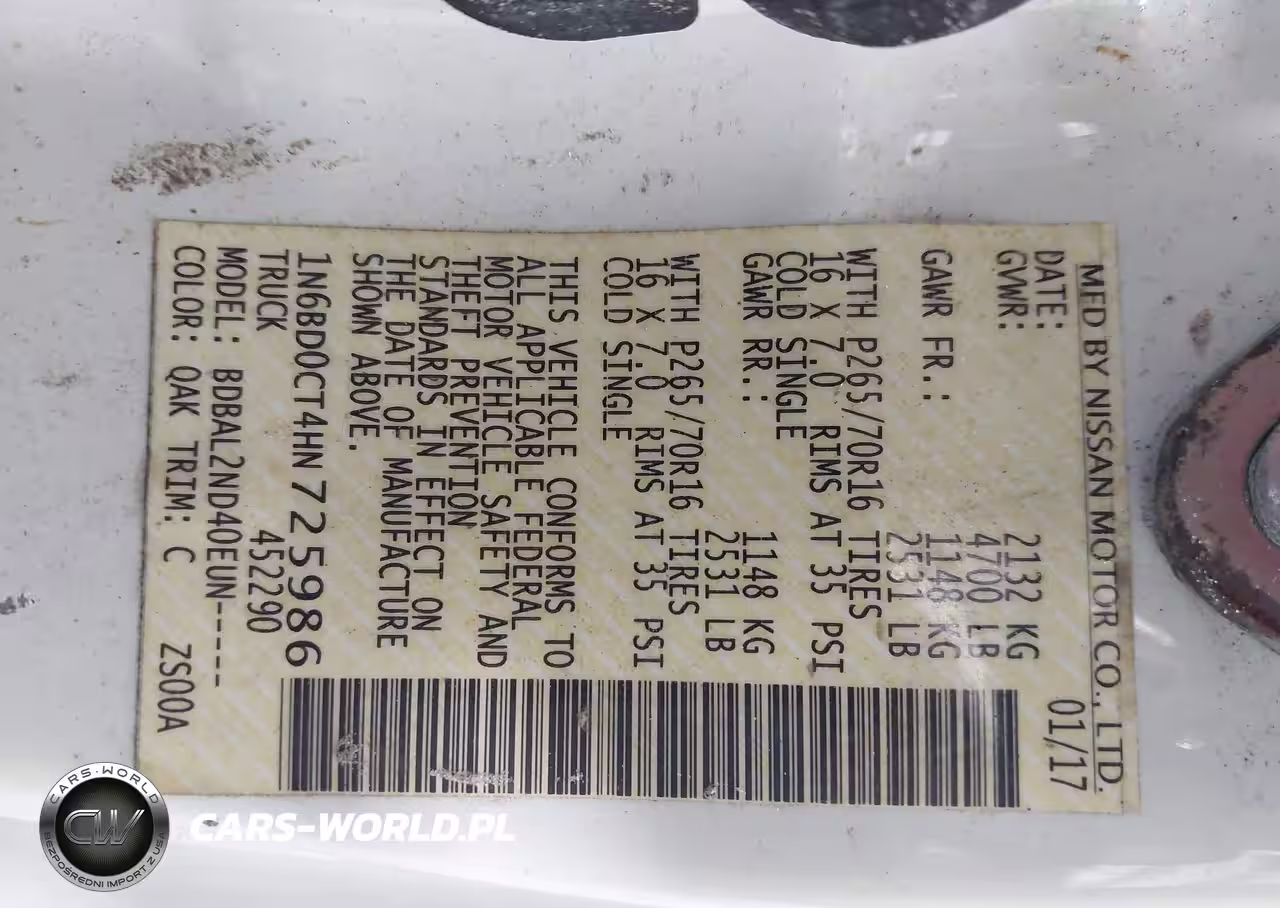 MFD BY NISSAN MOTOR CO., LTD.
DATE: 01/17
GVWR: 2132 KG
4700 LB
GAWR FR.: 1148 KG
2531 LB
WITH P265/70R16 TIRES
16 X 7.0 RIMS AT 35 PSI
COLD SINGLE
GAWR RR.: 1148 KG
2531 LB
WITH P265/70R16 TIRES
16 X 7.0 RIMS AT 35 PSI
COLD SINGLE
THIS VEHICLE CONFORMS TO
ALL APPLICABLE FEDERAL
MOTOR VEHICLE SAFETY AND
THEFT PREVENTION
STANDARDS IN EFFECT ON
THE DATE OF MANUFACTURE
SHOWN ABOVE.
1N6BD0CT4HN725986
TRUCK 452290
MODEL: BDBAL2ND40EUN-----
COLOR: QAK TRIM: C ZS00A
CARS-WORLD
CW
BEZPOŚREDNI IMPORT Z USA
CARS-WORLD.PL